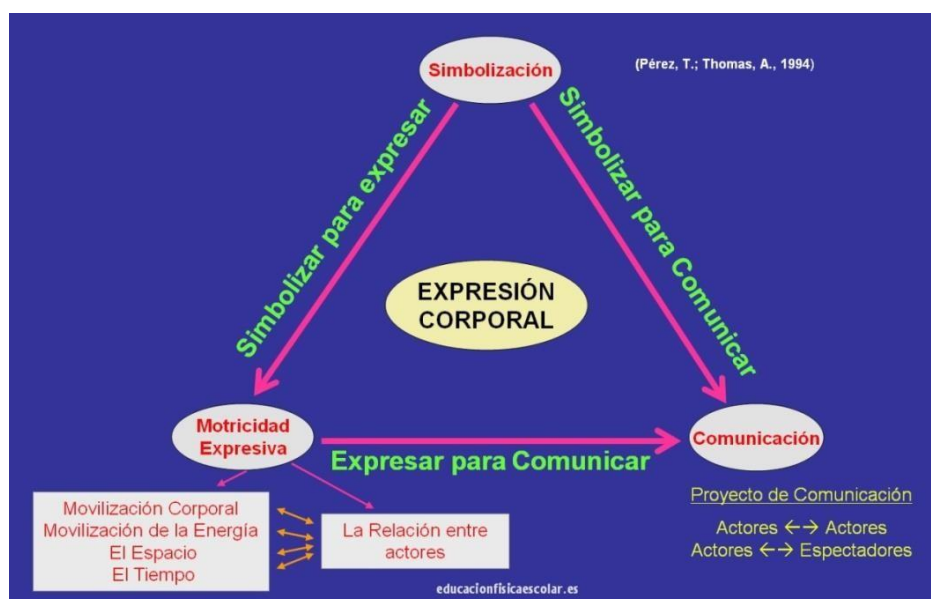 Simbolización
(Pérez, T.; Thomas, A., 1994)
Simbolizar para expresar
Simbolizar para Comunicar
EXPRESIÓN
CORPORAL
Motricidad
Expresiva
Expresar para Comunicar
Comunicación
Movilización Corporal
Movilización de la Energía
El Espacio
El Tiempo
La Relación entre
actores
Proyecto de Comunicación
Actores ←→ Actores
Actores ←→ Espectadores
educacionfisicaescolar.es